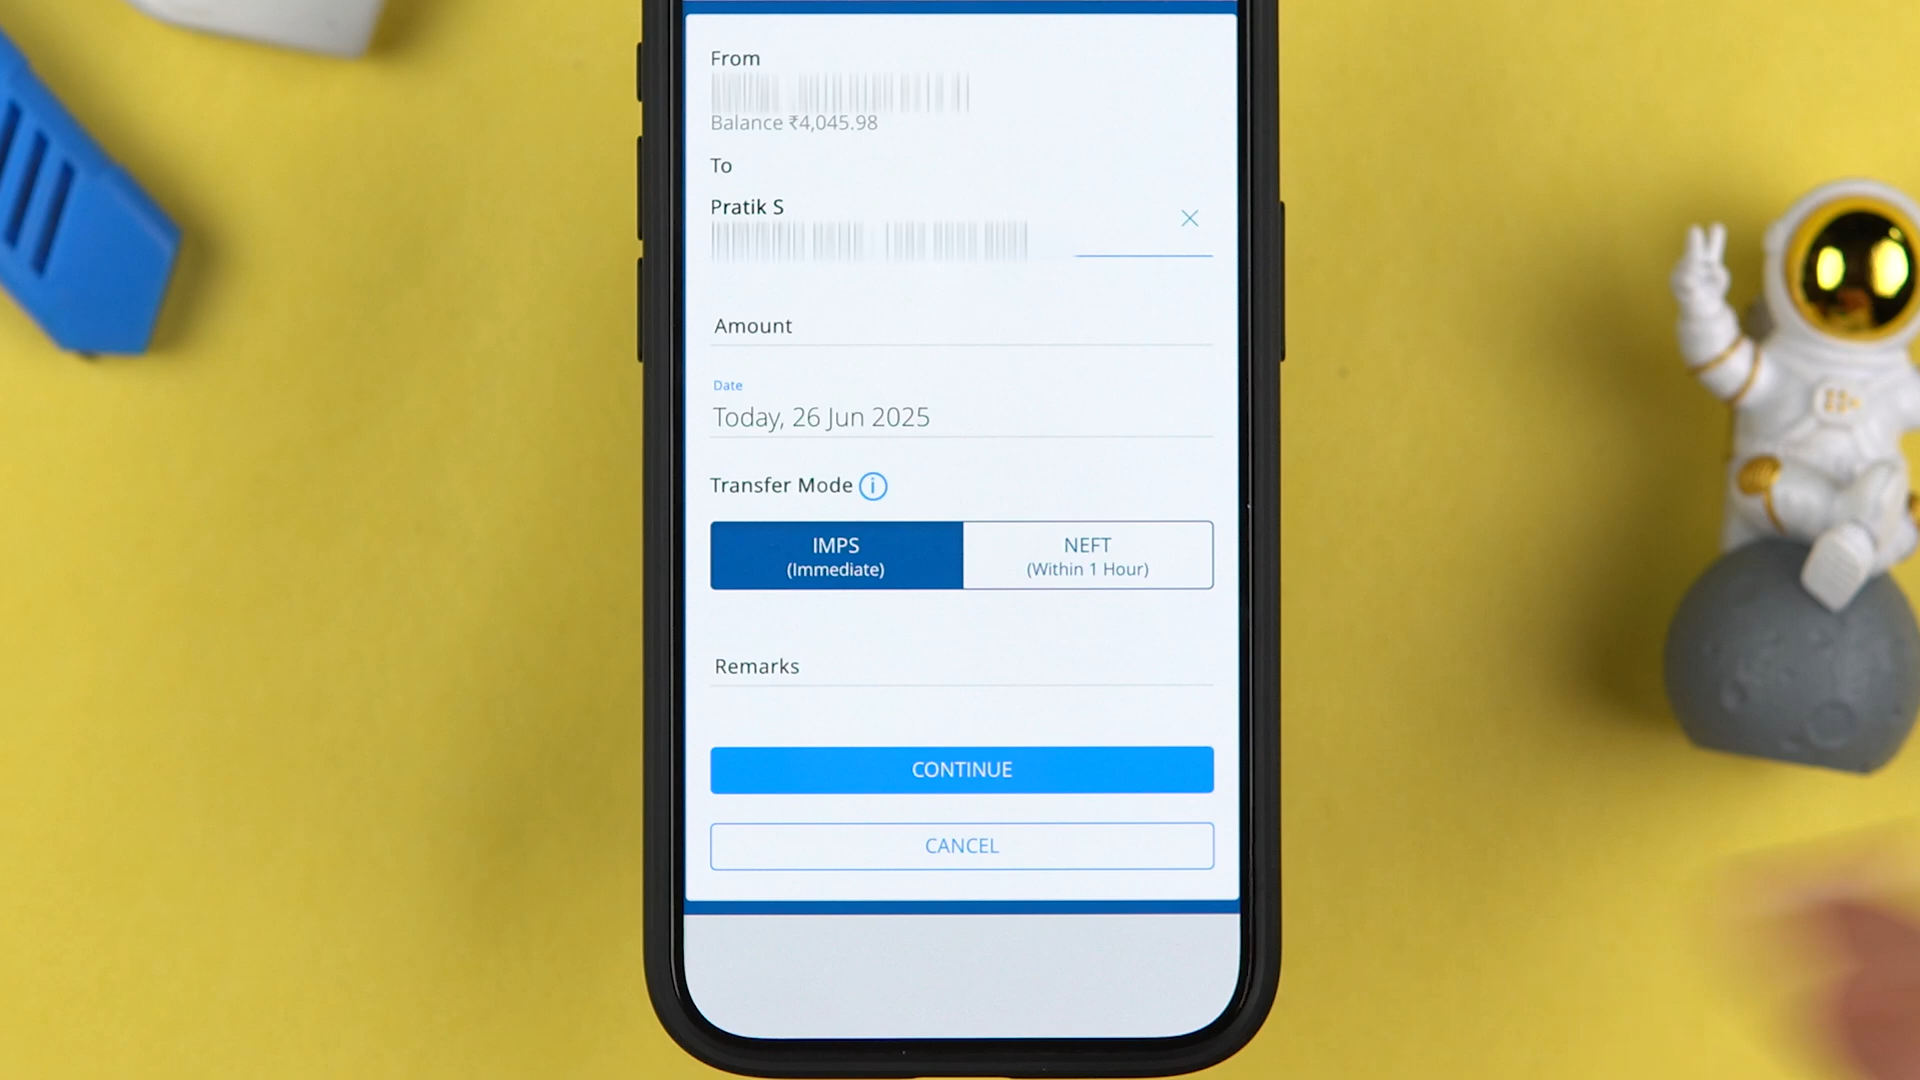 From
Balance ₹4,045.98
To
Pratik S
Amount
Date
Today, 26 Jun 2025
Transfer Mode i
IMPS
(Immediate)
NEFT
(Within 1 Hour)
Remarks
CONTINUE
CANCEL